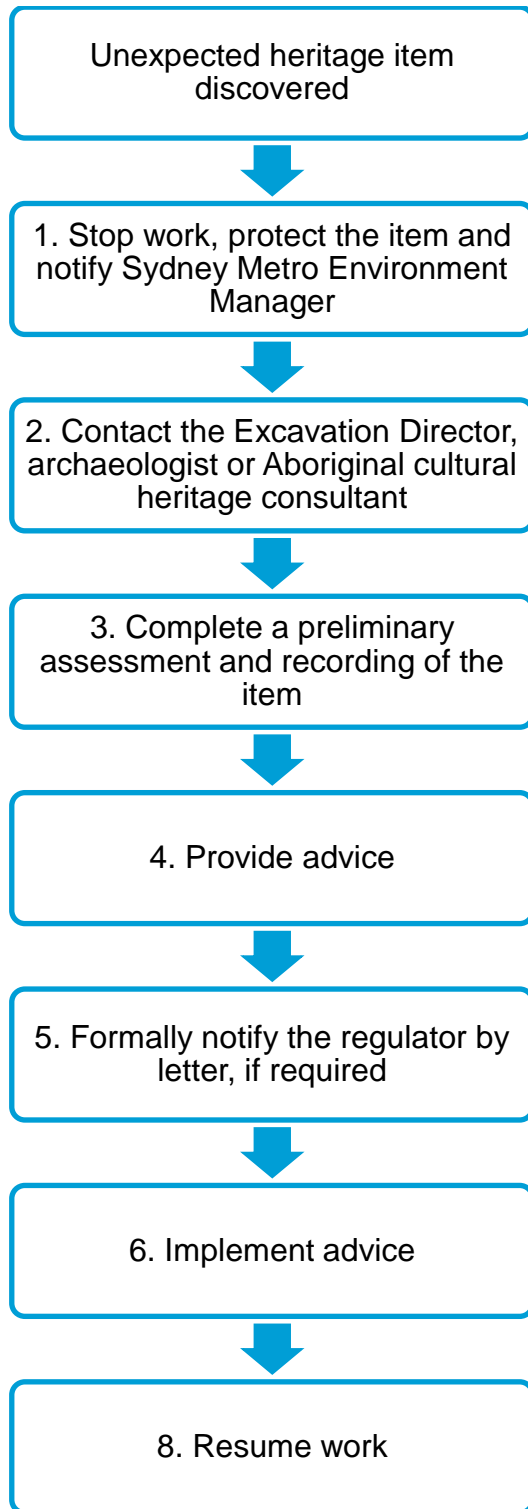 Unexpected heritage item
discovered
1. Stop work, protect the item and
notify Sydney Metro Environment
Manager
2. Contact the Excavation Director,
archaeologist or Aboriginal cultural
heritage consultant
3. Complete a preliminary
assessment and recording of the
item
4. Provide advice
5. Formally notify the regulator by
letter, if required
6. Implement advice
8. Resume work